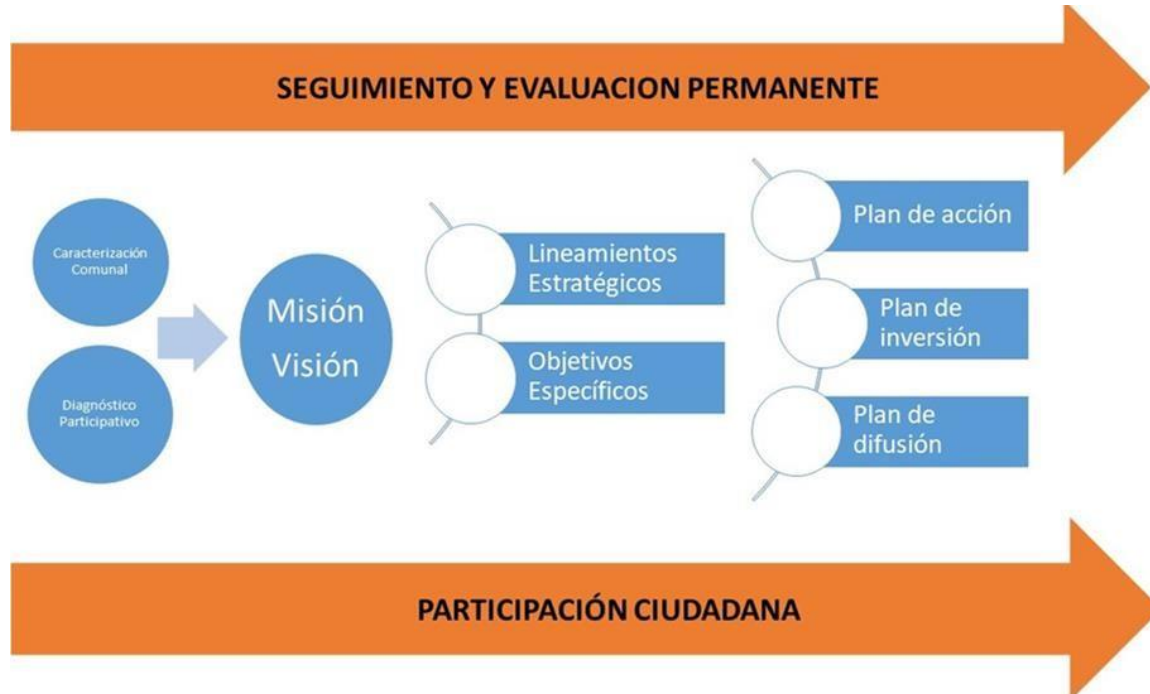 SEGUIMIENTO Y EVALUACION PERMANENTE
Caracterización
Comunal
Diagnóstico
Participativo
Misión
Visión
Lineamientos
Estratégicos
Objetivos
Específicos
Plan de acción
Plan de
inversión
Plan de
difusión
PARTICIPACIÓN CIUDADANA